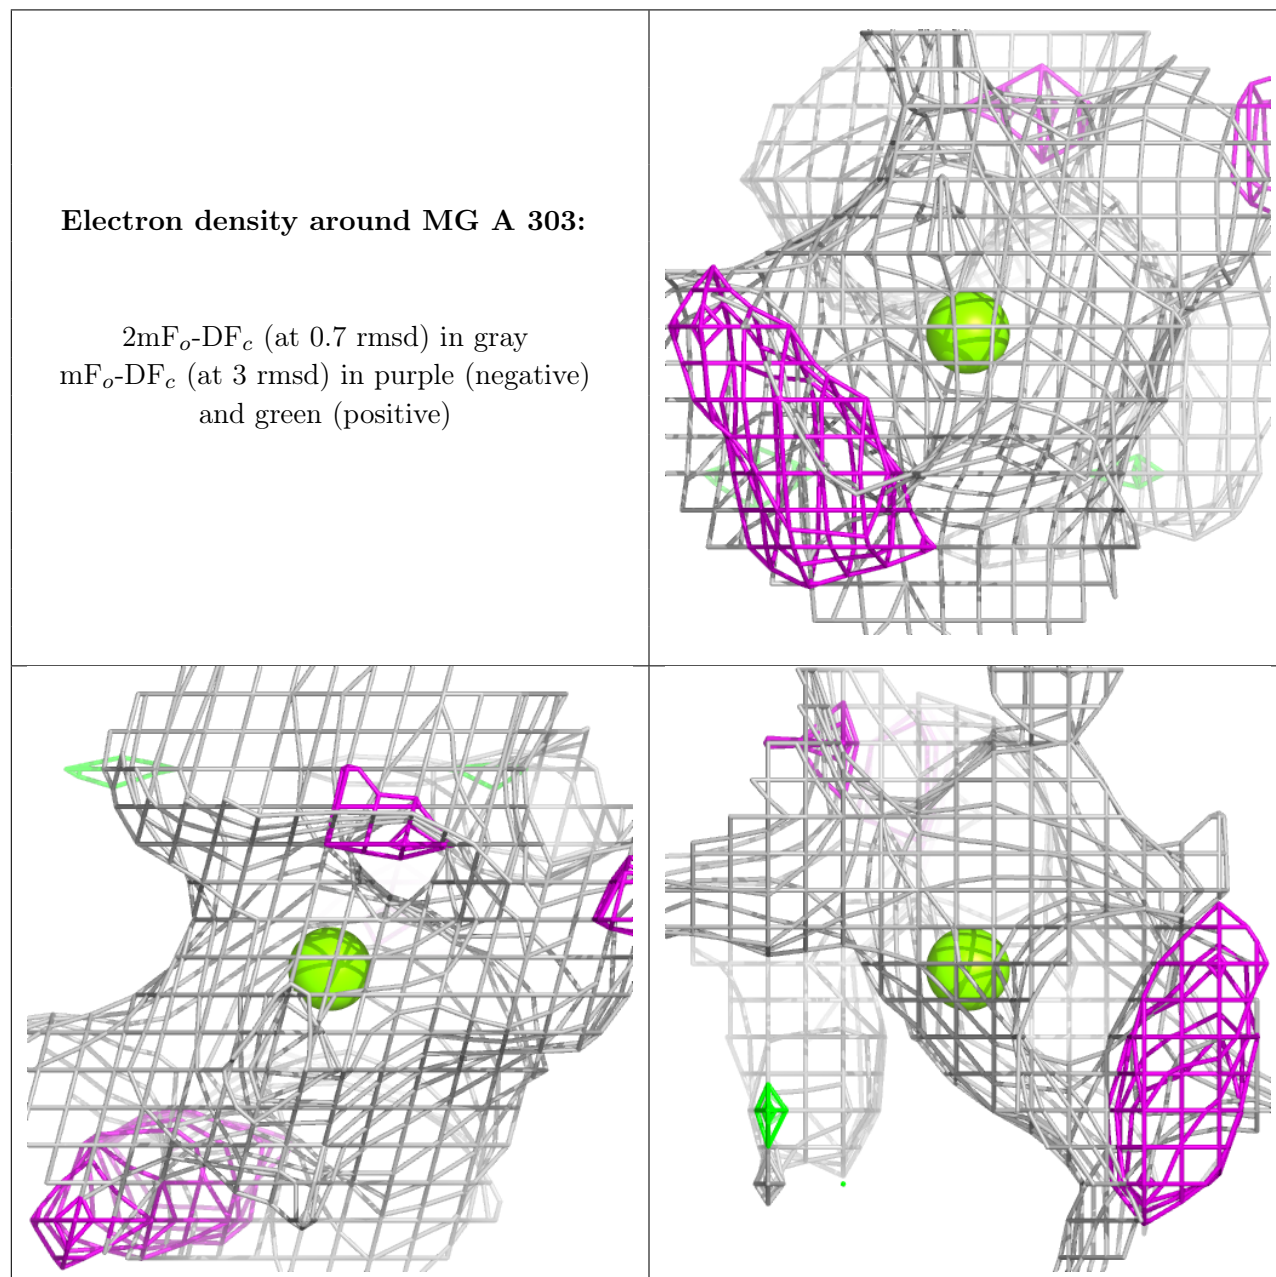 Electron density around MG A 303:
2mFo-DFc (at 0.7 rmsd) in gray
mFo-DFc (at 3 rmsd) in purple (negative)
and green (positive)